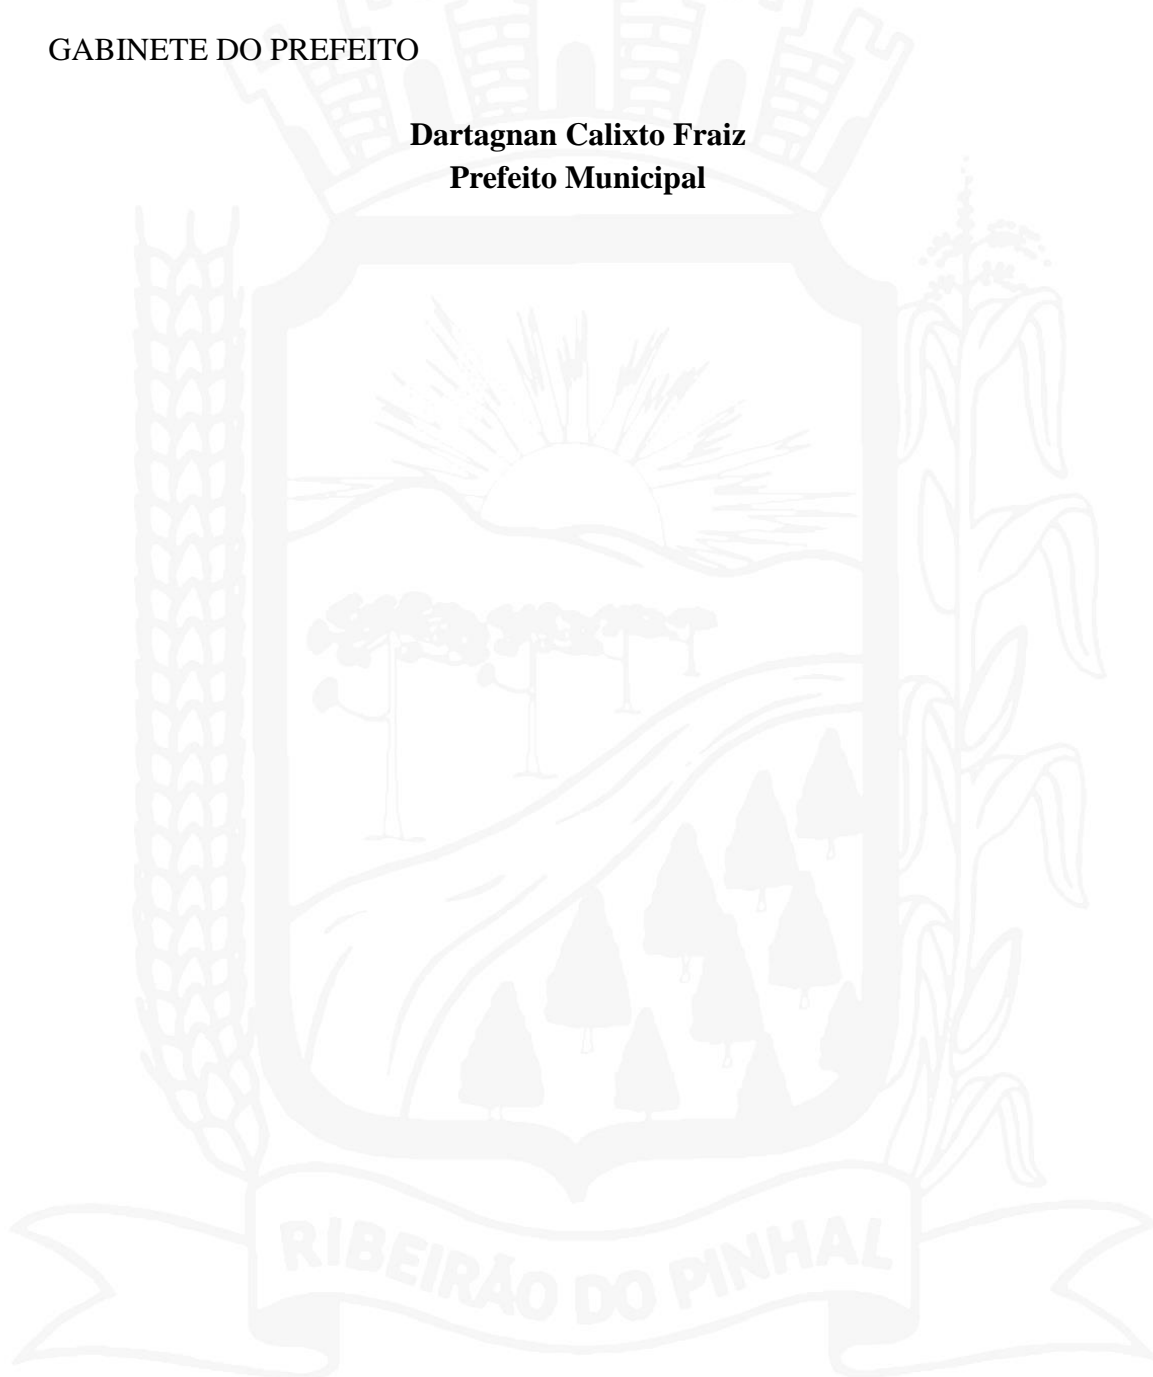 GABINETE DO PREFEITO
Dartagnan Calixto Fraiz
Prefeito Municipal
RIBEIRÃO DO PINHAL